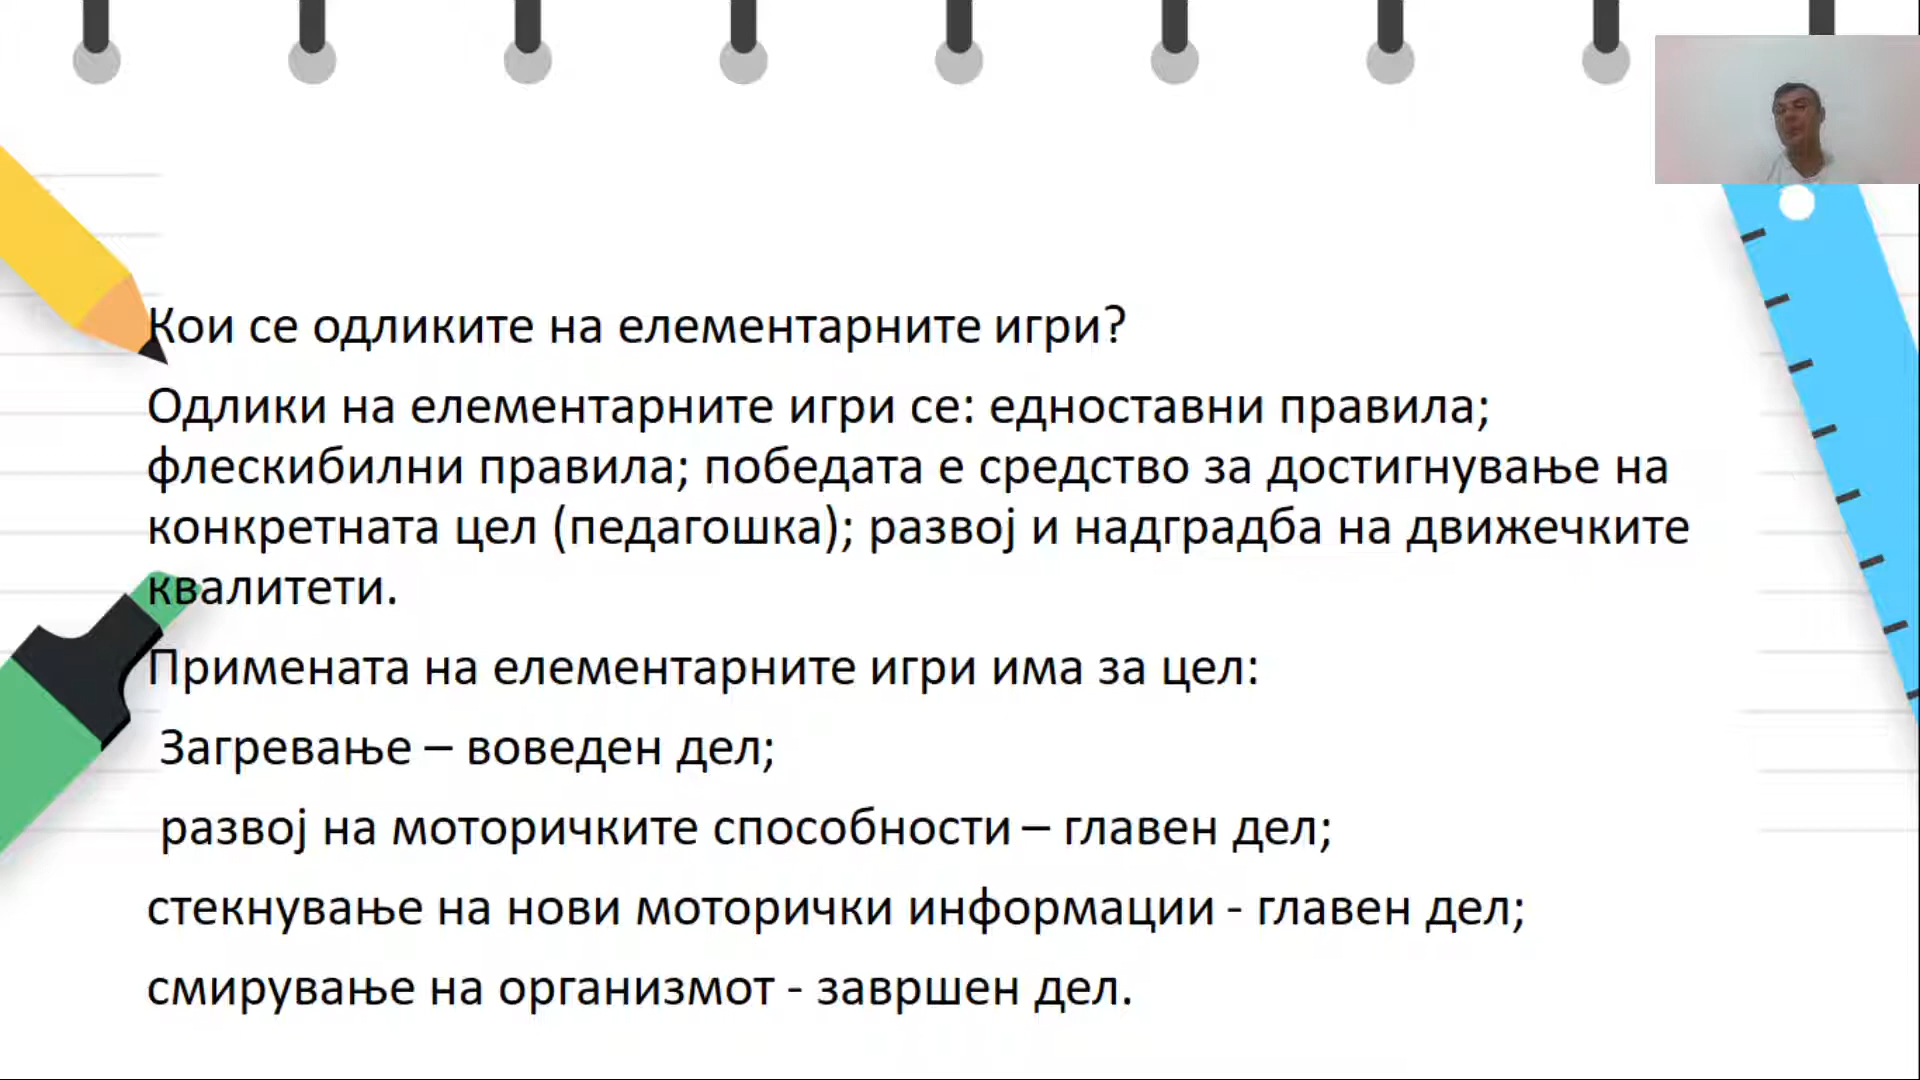 Кои се одликите на елементарните игри?
Одлики на елементарните игри се: едноставни правила;
флескибилни правила; победата е средство за достигнување на
конкретната цел (педагошка); развој и надградба на движечките
квалитети.
Примената на елементарните игри има за цел:
Загревање – воведен дел;
развој на моторичките способности – главен дел;
стекнување на нови моторички информации - главен дел;
смирување на организмот - завршен дел.